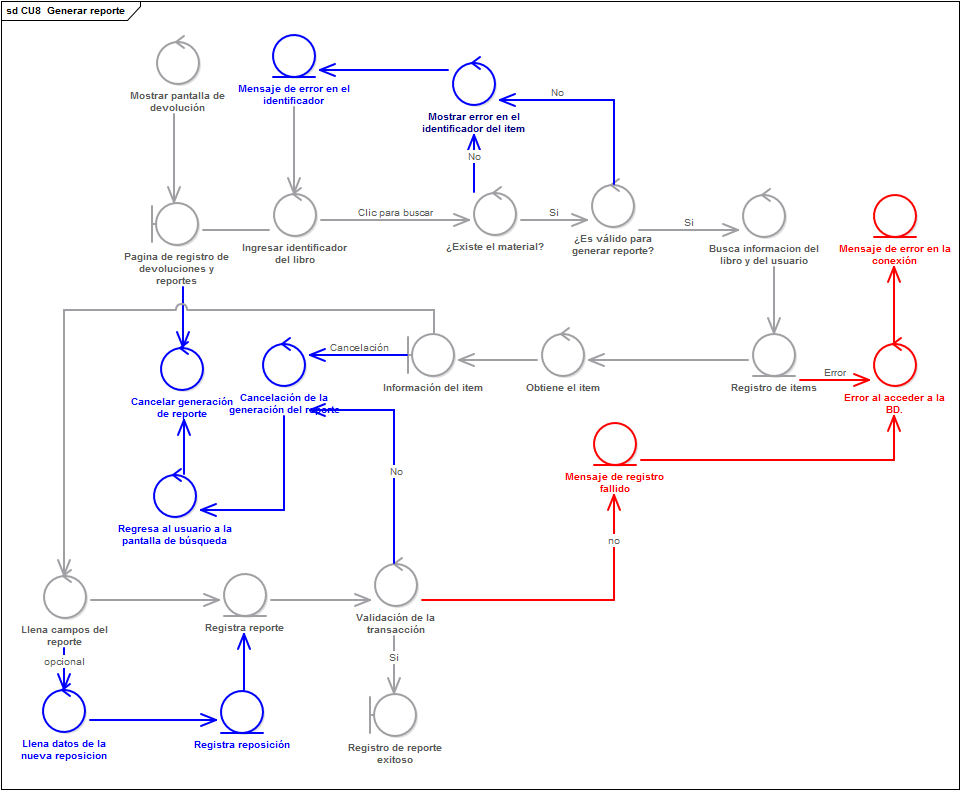 sd CU8 Generar reporte
Mostrar pantalla de
devolución
Mensaje de error en el
identificador
Mostrar error en el
identificador del item
No
No
Pagina de registro de
devoluciones y
reportes
Ingresar identificador
del libro
Clic para buscar
¿Existe el material?
Si
¿Es válido para
generar reporte?
Si
Busca informacion del
libro y del usuario
Mensaje de error en la
conexión
Cancelar generación
de reporte
Cancelación de la
generación del reporte
Cancelación
Información del item
Obtiene el item
Registro de items
Error
Error al acceder a la
BD.
Regresa al usuario a la
pantalla de búsqueda
No
Mensaje de registro
fallido
no
Llena campos del
reporte
Registra reporte
Validación de la
transacción
opcional
Si
Llena datos de la
nueva reposicion
Registra reposición
Registro de reporte
exitoso